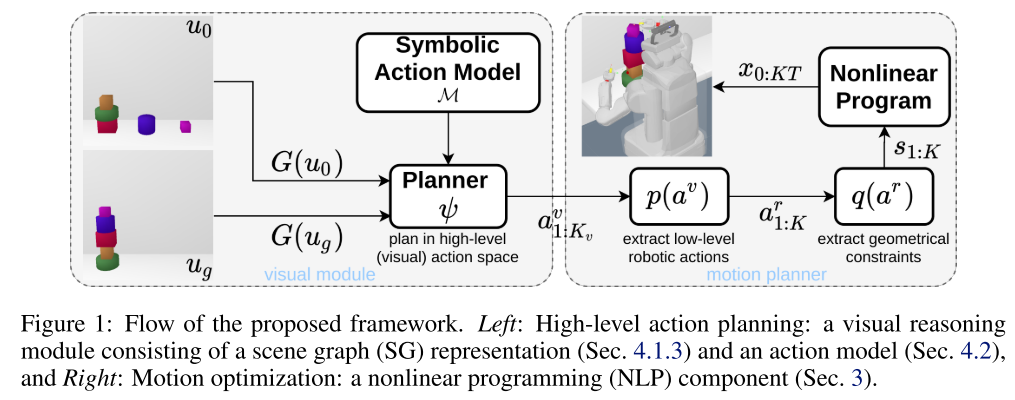 u₀
Symbolic
Action Model
ℳ
G(u₀)
G(u_g)
u_g
Planner
ψ
plan in high-level
(visual) action space
visual module
a^v_{1:K_v}
p(a^v)
extract low-level
robotic actions
a^r_{1:K}
q(a^r)
extract geometrical
constraints
s_{1:K}
Nonlinear
Program
x_{0:KT}
motion planner
Figure 1: Flow of the proposed framework. Left: High-level action planning: a visual reasoning
module consisting of a scene graph (SG) representation (Sec. 4.1.3) and an action model (Sec. 4.2),
and Right: Motion optimization: a nonlinear programming (NLP) component (Sec. 3).